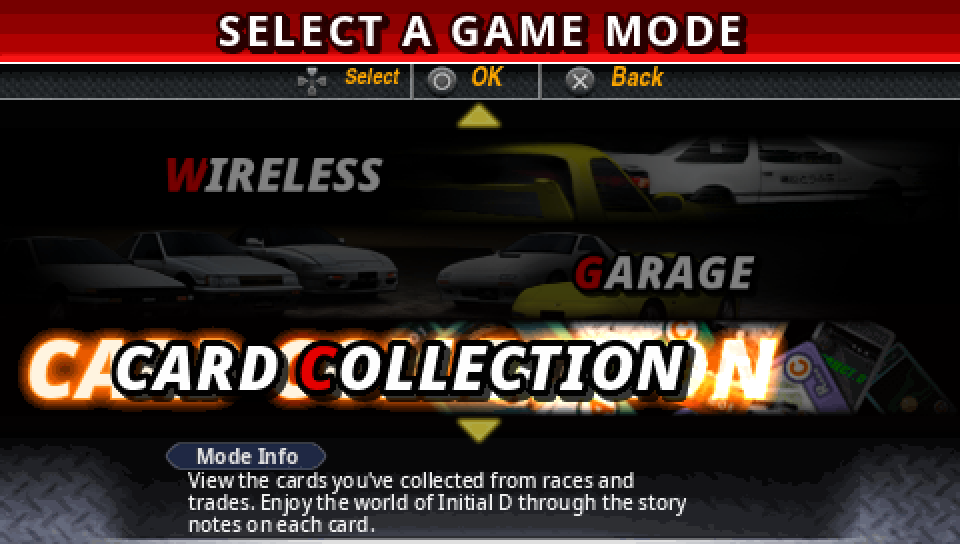 SELECT A GAME MODE
Select OK Back
WIRELESS
GARAGE
CARD COLLECTION
Mode Info
View the cards you've collected from races and
trades. Enjoy the world of Initial D through the story
notes on each card.